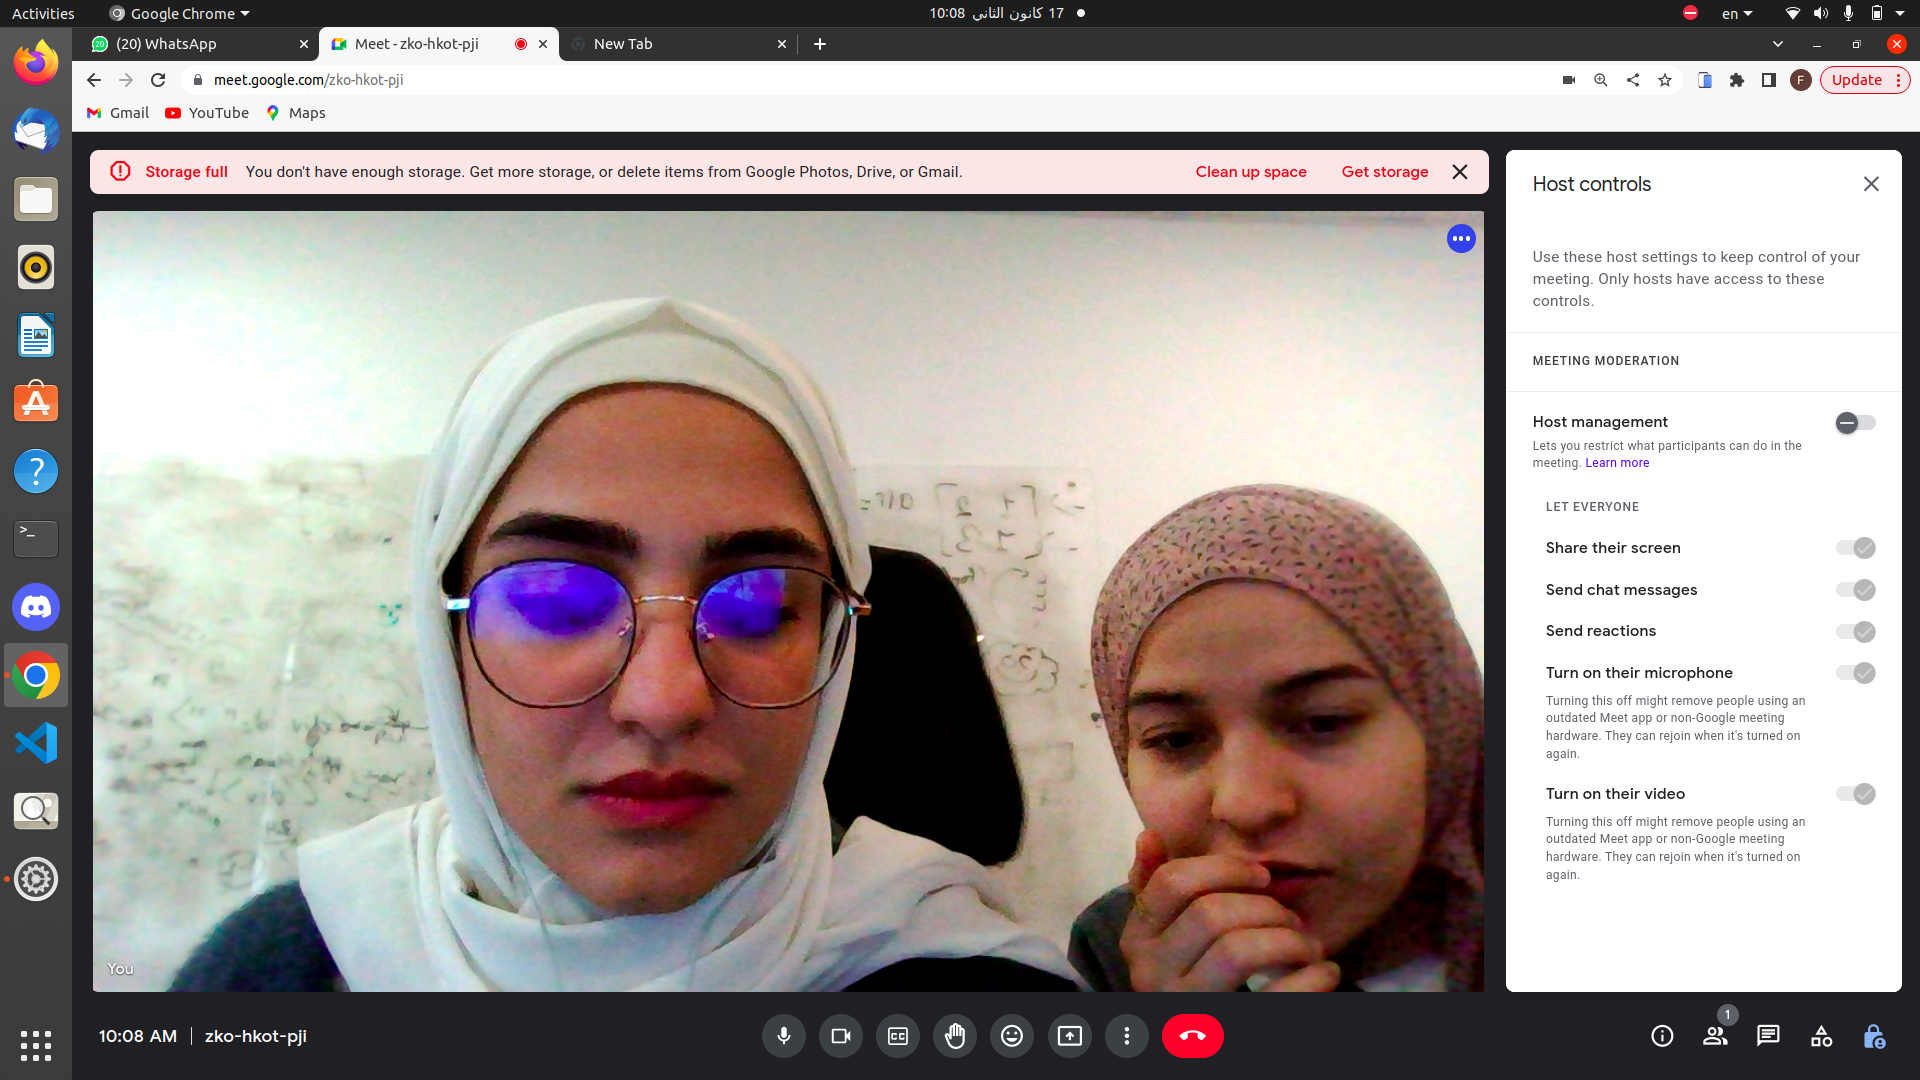 Activities
Google Chrome
10:08 17 كانون الثاني
en
20
(20) WhatsApp
Meet - zko-hkot-pji
New Tab
meet.google.com/zko-hkot-pji
F
Update
Gmail
YouTube
Maps
Storage full You don't have enough storage. Get more storage, or delete items from Google Photos, Drive, or Gmail.
Clean up space
Get storage
You
Host controls
Use these host settings to keep control of your
meeting. Only hosts have access to these
controls.
MEETING MODERATION
Host management
Lets you restrict what participants can do in the
meeting. Learn more
LET EVERYONE
Share their screen
Send chat messages
Send reactions
Turn on their microphone
Turning this off might remove people using an
outdated Meet app or non-Google meeting
hardware. They can rejoin when it's turned on
again.
Turn on their video
Turning this off might remove people using an
outdated Meet app or non-Google meeting
hardware. They can rejoin when it's turned on
again.
10:08 AM
zko-hkot-pji
CC
1